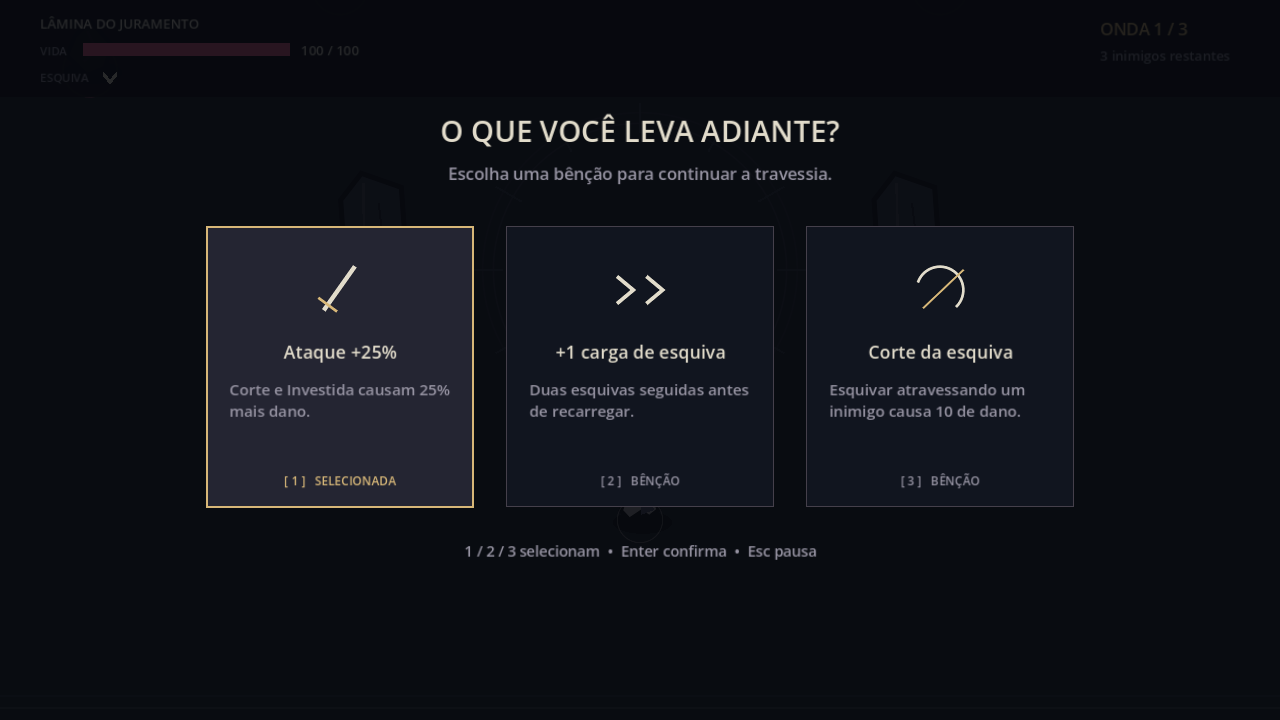 LÂMINA DO JURAMENTO
VIDA 100 / 100
ESQUIVA
ONDA 1 / 3
3 inimigos restantes
O QUE VOCÊ LEVA ADIANTE?
Escolha uma bênção para continuar a travessia.
Ataque +25%
Corte e Investida causam 25%
mais dano.
[ 1 ] SELECIONADA
+1 carga de esquiva
Duas esquivas seguidas antes
de recarregar.
[ 2 ] BÊNÇÃO
Corte da esquiva
Esquivar atravessando um
inimigo causa 10 de dano.
[ 3 ] BÊNÇÃO
1 / 2 / 3 selecionam • Enter confirma • Esc pausa